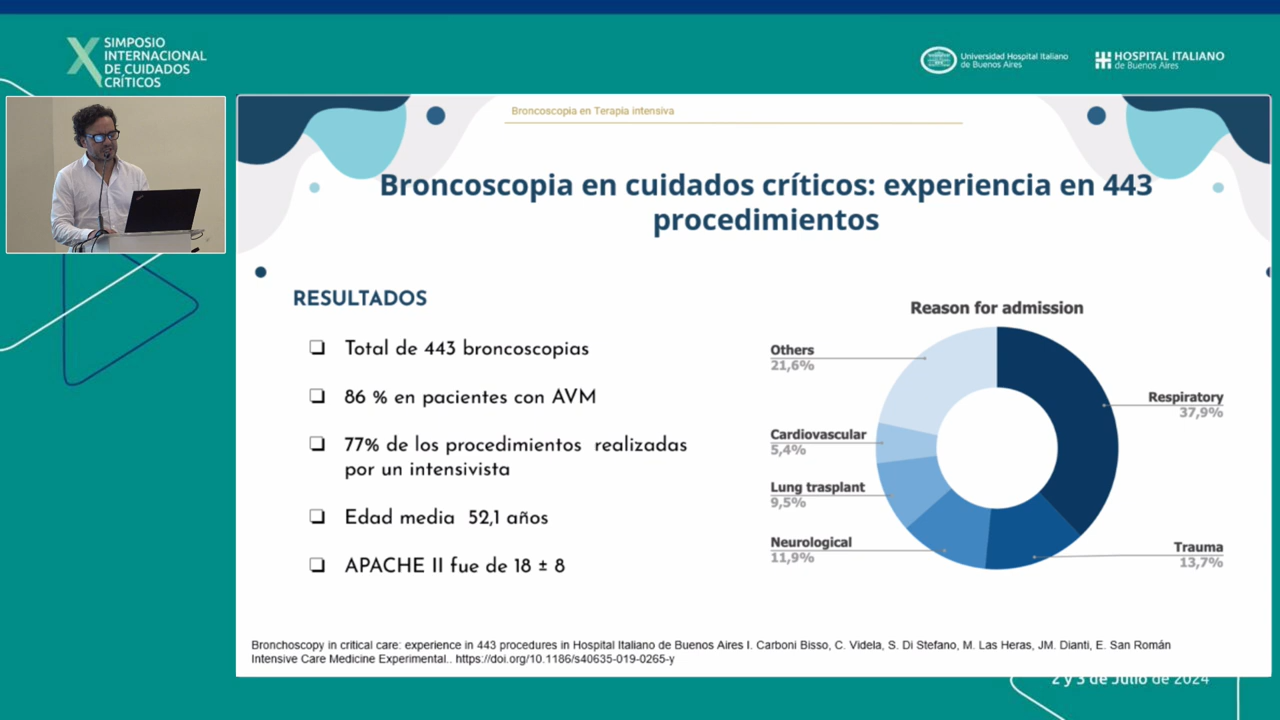 SIMPOSIO
INTERNACIONAL
DE CUIDADOS
CRÍTICOS
Universidad Hospital Italiano
de Buenos Aires
HOSPITAL ITALIANO
de Buenos Aires
Broncoscopia en Terapia intensiva
Broncoscopia en cuidados críticos: experiencia en 443
procedimientos
RESULTADOS
Total de 443 broncoscopias
86 % en pacientes con AVM
77% de los procedimientos realizadas
por un intensivista
Edad media 52,1 años
APACHE II fue de 18 ± 8
Reason for admission
Others
21,6%
Respiratory
37,9%
Cardiovascular
5,4%
Lung trasplant
9,5%
Neurological
11,9%
Trauma
13,7%
Bronchoscopy in critical care: experience in 443 procedures in Hospital Italiano de Buenos Aires I. Carboni Bisso, C. Videla, S. Di Stefano, M. Las Heras, JM. Dianti, E. San Román
Intensive Care Medicine Experimental.. https://doi.org/10.1186/s40635-019-0265-y
2 y 3 de Julio de 2024